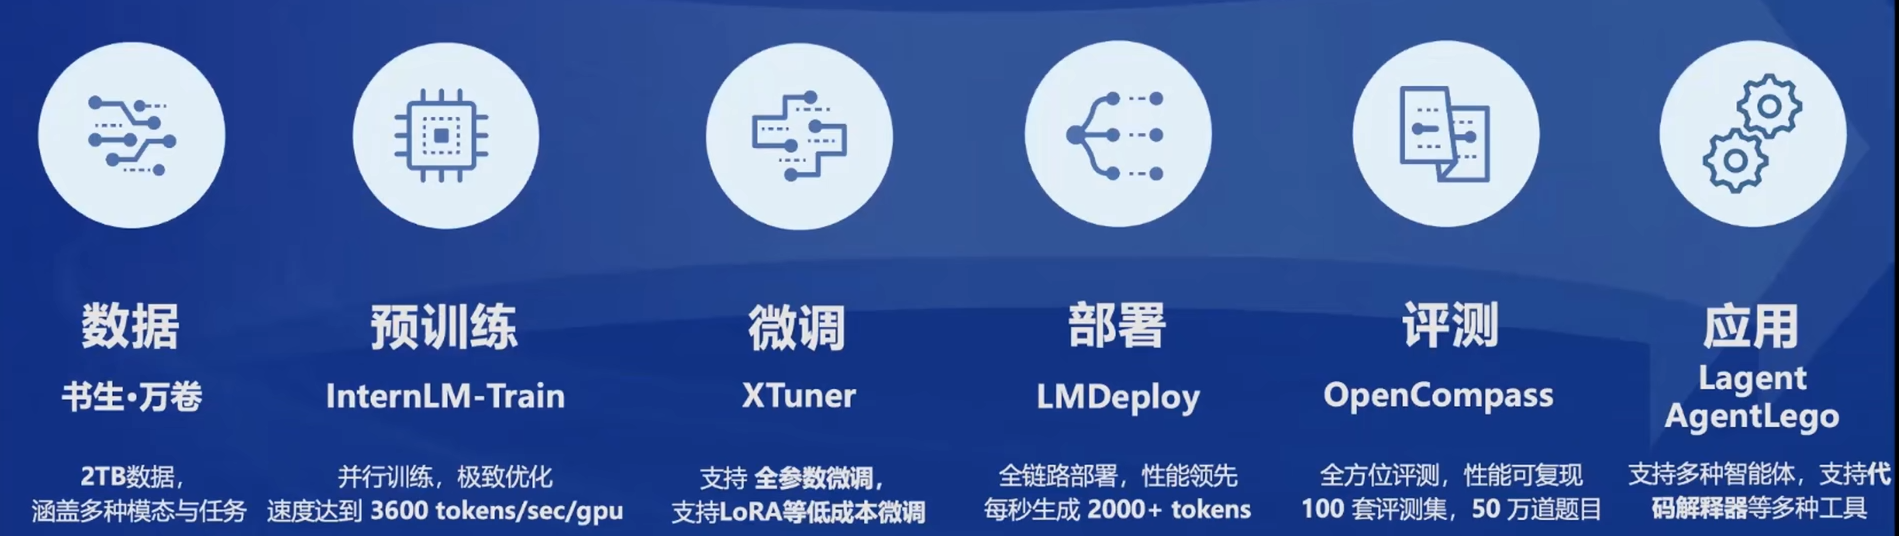 数据
书生·万卷
2TB数据，
涵盖多种模态与任务
预训练
InternLM-Train
并行训练，极致优化
速度达到 3600 tokens/sec/gpu
微调
XTuner
支持 全参数微调，
支持LoRA等低成本微调
部署
LMDeploy
全链路部署，性能领先
每秒生成 2000+ tokens
评测
OpenCompass
全方位评测，性能可复现
100 套评测集，50 万道题目
应用
Lagent
AgentLego
支持多种智能体，支持代
码解释器等多种工具